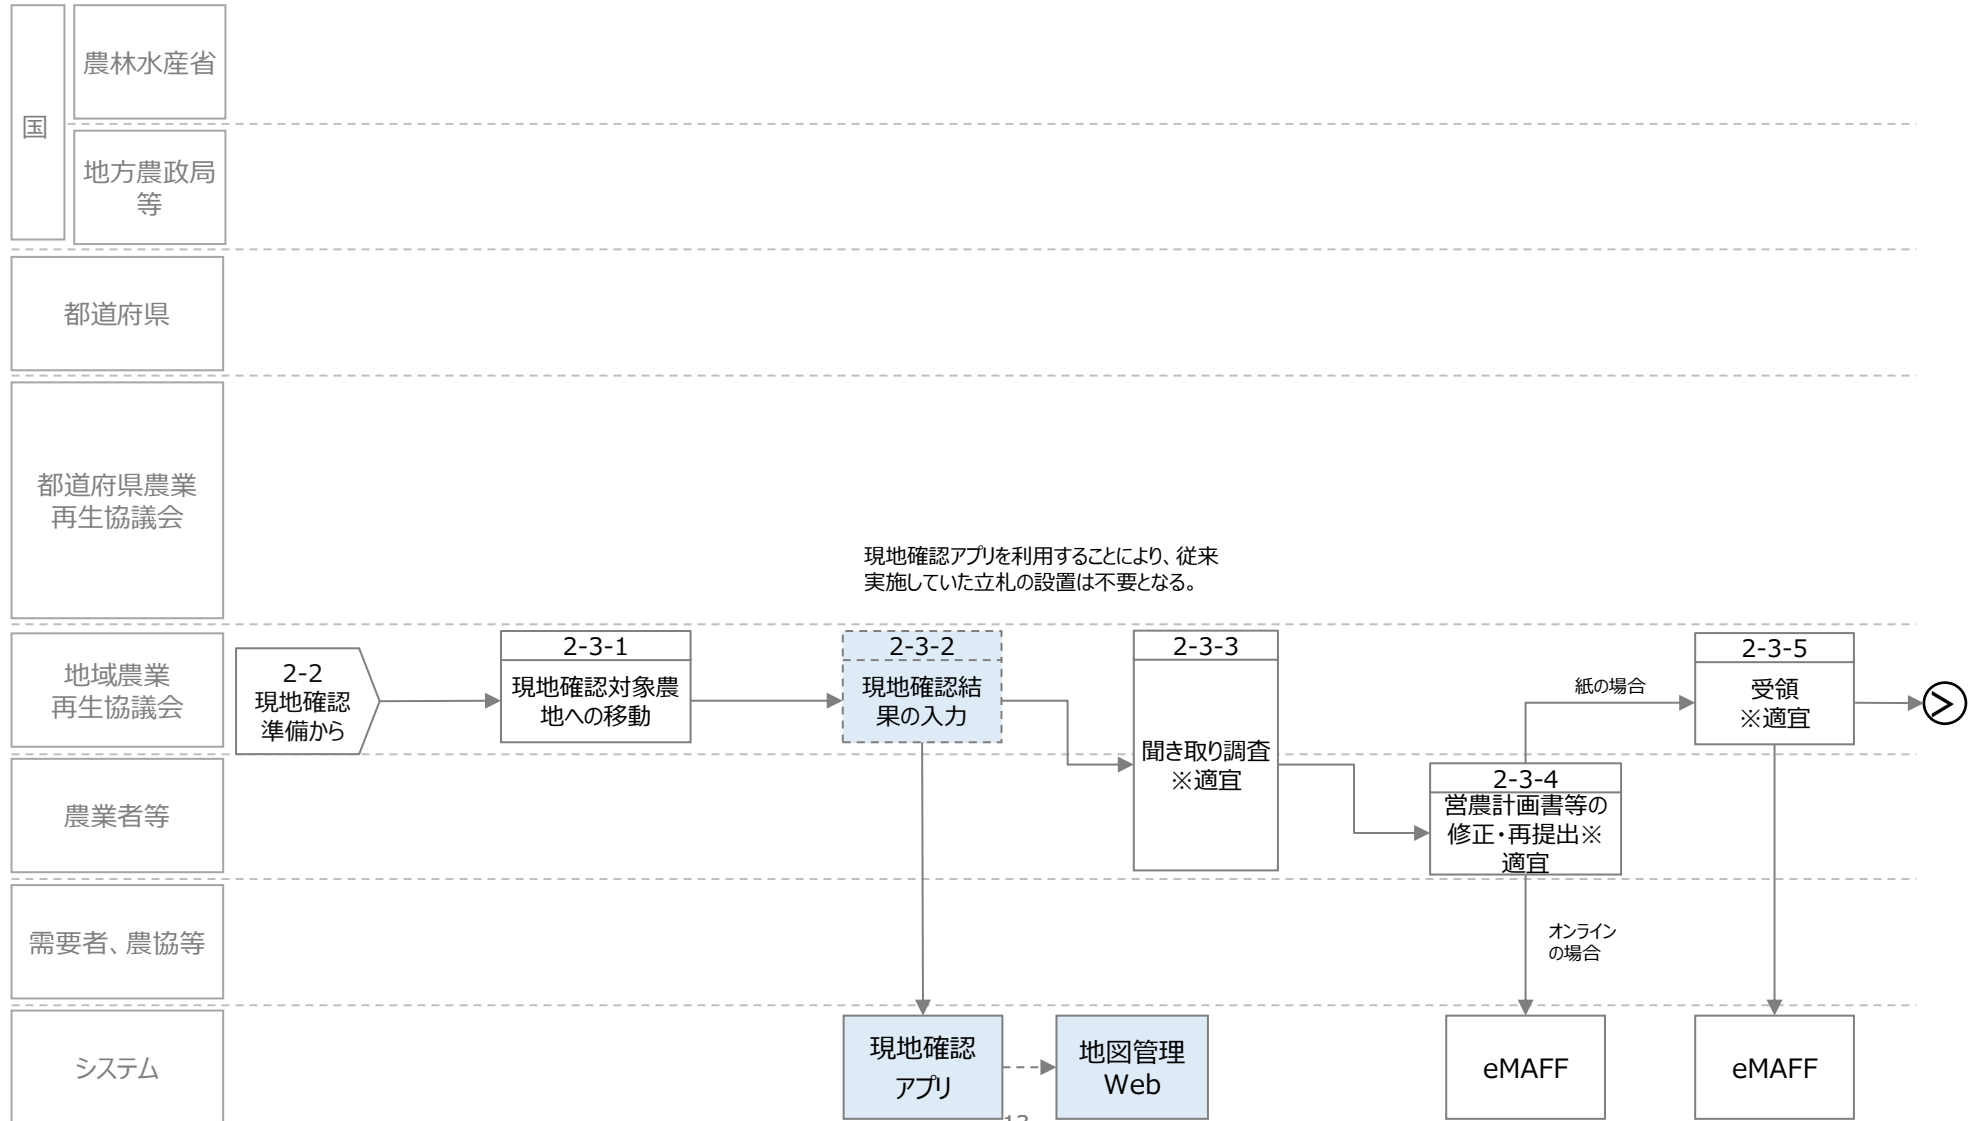 国
農林水産省
地方農政局
等
都道府県
都道府県農業
再生協議会
現地確認アプリを利用することにより、従来
実施していた立札の設置は不要となる。
地域農業
再生協議会
2-2
現地確認
準備から
2-3-1
現地確認対象農
地への移動
2-3-2
現地確認結
果の入力
2-3-3
聞き取り調査
※適宜
紙の場合
2-3-5
受領
※適宜
農業者等
2-3-4
営農計画書等の
修正・再提出※
適宜
需要者、農協等
オンライン
の場合
システム
現地確認
アプリ
地図管理
Web
eMAFF
eMAFF